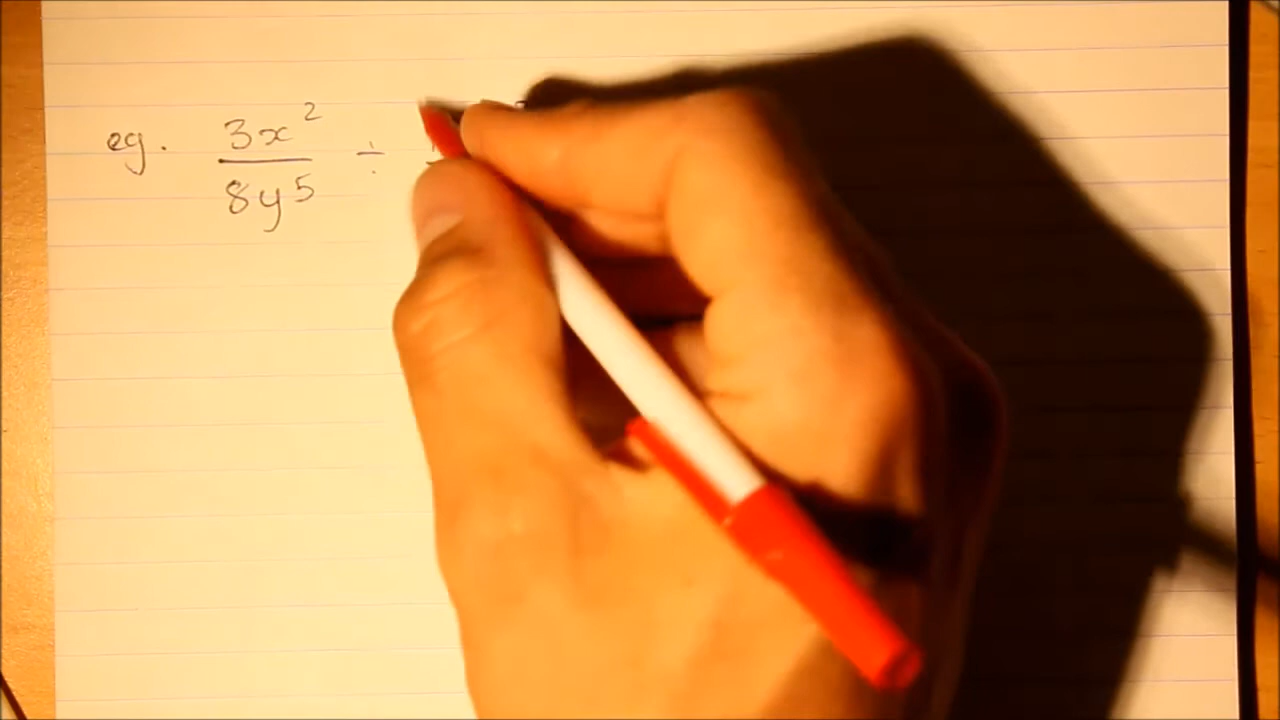 eg. 3x² ÷
8y⁵